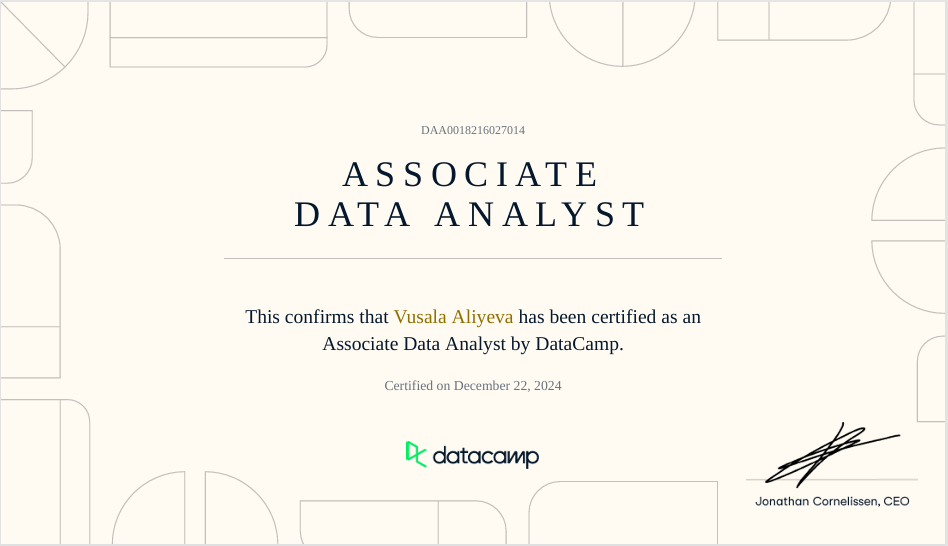 DAA0018216027014
ASSOCIATE
DATA ANALYST
This confirms that Vusala Aliyeva has been certified as an
Associate Data Analyst by DataCamp.
Certified on December 22, 2024
datacamp
Jonathan Cornelissen, CEO